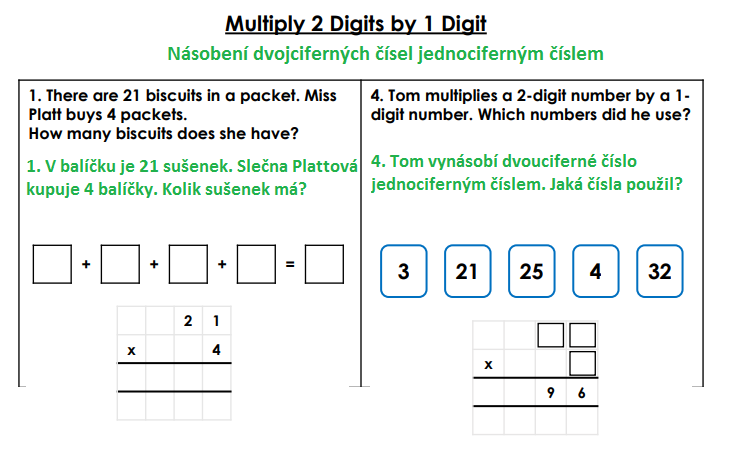 Multiply 2 Digits by 1 Digit
Násobení dvojciferných čísel jednociferným číslem
1. There are 21 biscuits in a packet. Miss
Platt buys 4 packets.
How many biscuits does she have?
1. V balíčku je 21 sušenek. Slečna Plattová
kupuje 4 balíčky. Kolik sušenek má?
+ + + =
2 1
x 4
4. Tom multiplies a 2-digit number by a 1-
digit number. Which numbers did he use?
4. Tom vynásobí dvouciferné číslo
jednociferným číslem. Jaká čísla použil?
3 21 25 4 32
x
9 6